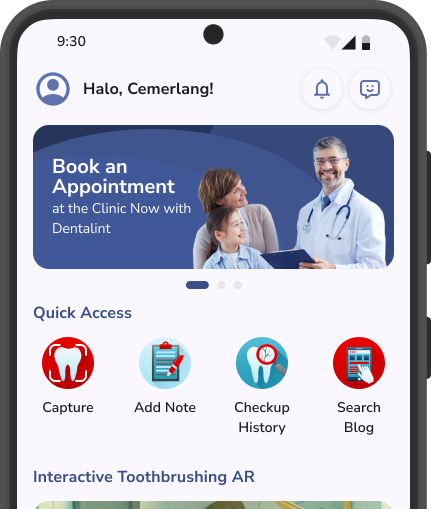 9:30
Halo, Cemerlang!
Book an
Appointment
at the Clinic Now with
Dentalint
Quick Access
Capture
Add Note
Checkup
History
Search
Blog
Interactive Toothbrushing AR